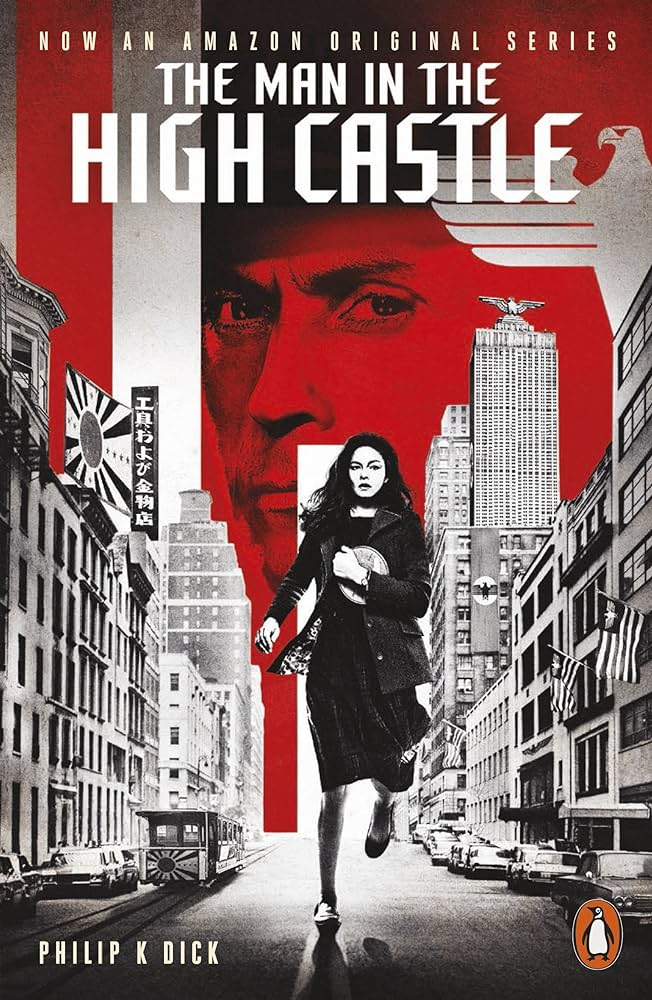 NOW AN AMAZON ORIGINAL SERIES
THE MAN IN THE
HIGH CASTLE
工具および金物店
PHILIP K DICK